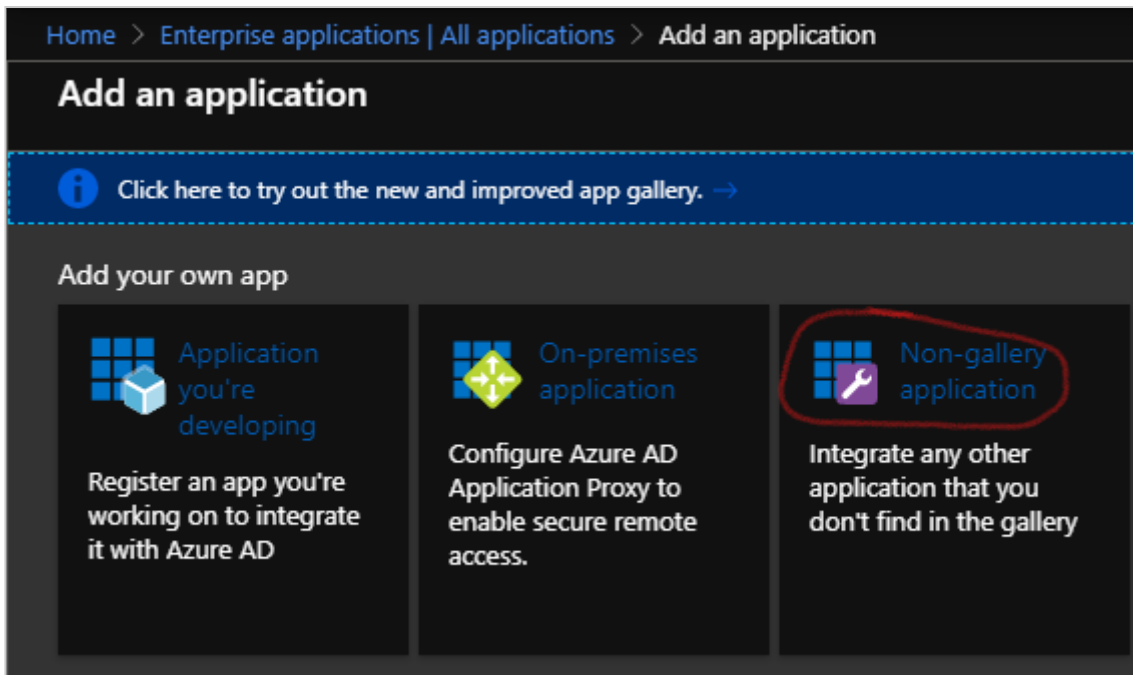 Home > Enterprise applications | All applications > Add an application
Add an application
Click here to try out the new and improved app gallery. →
Add your own app
Application
you're
developing
Register an app you're
working on to integrate
it with Azure AD
On-premises
application
Configure Azure AD
Application Proxy to
enable secure remote
access.
Non-gallery
application
Integrate any other
application that you
don't find in the gallery